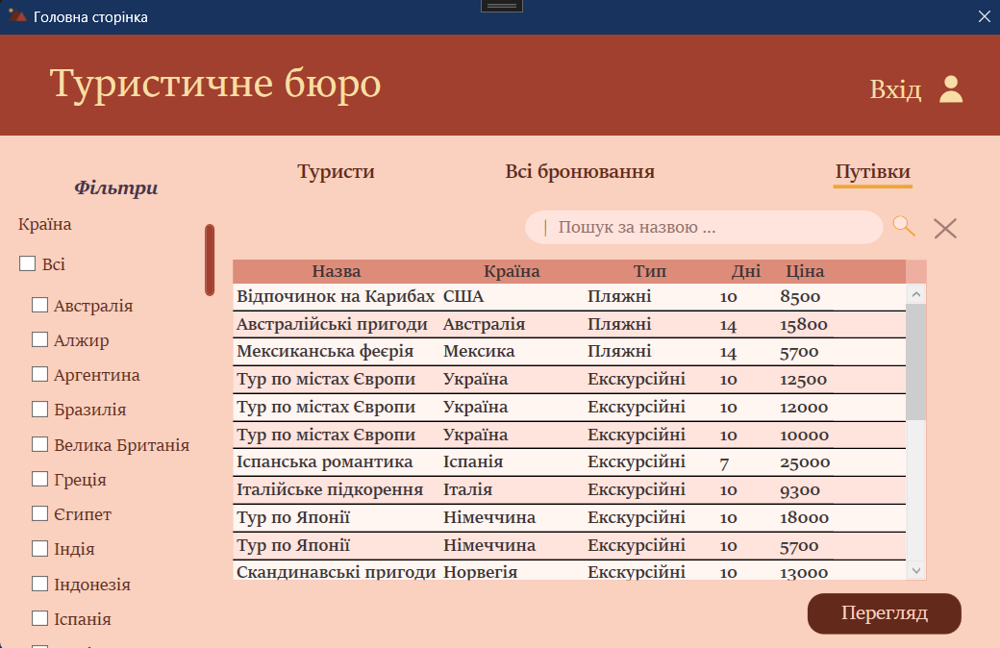 Головна сторінка
Туристичне бюро
Вхід
Туристи Всі бронювання Путівки
Фільтри
Країна
Всі
Австралія
Алжир
Аргентина
Бразилія
Велика Британія
Греція
Єгипет
Індія
Індонезія
Іспанія
Пошук за назвою ...
Назва Країна Тип Дні Ціна
Відпочинок на Карибах США Пляжні 10 8500
Австралійські пригоди Австралія Пляжні 14 15800
Мексиканська феєрія Мексика Пляжні 14 5700
Тур по містах Європи Україна Екскурсійні 10 12500
Тур по містах Європи Україна Екскурсійні 10 12000
Тур по містах Європи Україна Екскурсійні 10 10000
Іспанська романтика Іспанія Екскурсійні 7 25000
Італійське підкорення Італія Екскурсійні 10 9300
Тур по Японії Німеччина Екскурсійні 10 18000
Тур по Японії Німеччина Екскурсійні 10 5700
Скандинавські пригоди Норвегія Екскурсійні 10 13000
Перегляд